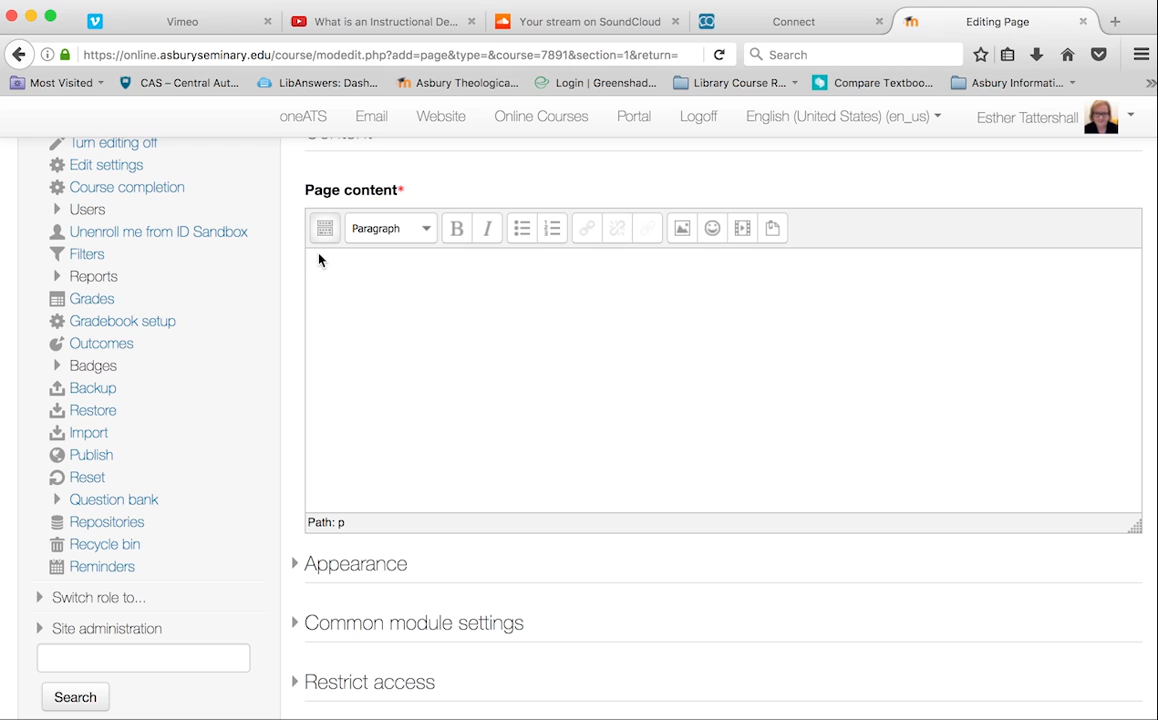 Vimeo
What is an Instructional De...
Your stream on SoundCloud
Connect
Editing Page
https://online.asburyseminary.edu/course/modedit.php?add=page&type=&course=7891&section=1&return=
Search
Most Visited
CAS – Central Aut...
LibAnswers: Dash...
Asbury Theologica...
Login | Greenshad...
Library Course R...
Compare Textboo...
Asbury Informati...
oneATS
Email
Website
Online Courses
Portal
Logoff
English (United States) (en_us)
Esther Tattershall
Turn editing off
Edit settings
Course completion
Users
Unenroll me from ID Sandbox
Filters
Reports
Grades
Gradebook setup
Outcomes
Badges
Backup
Restore
Import
Publish
Reset
Question bank
Repositories
Recycle bin
Reminders
Switch role to...
Site administration
Search
Page content*
Paragraph
B I
Path: p
Appearance
Common module settings
Restrict access